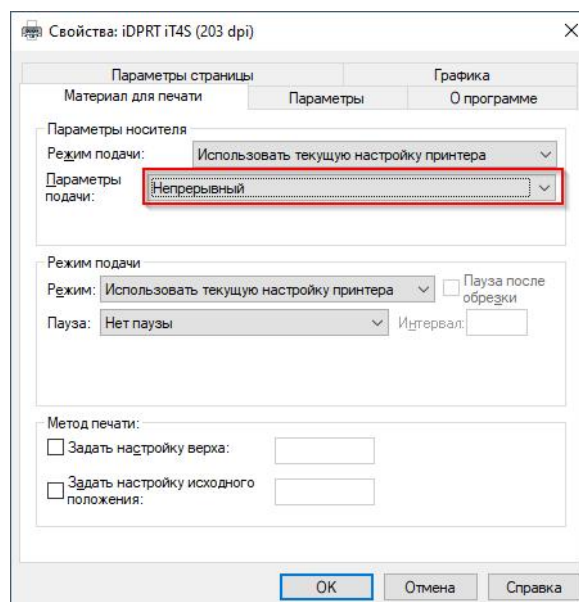 Свойства: iDPRT iT4S (203 dpi)
Параметры страницы
Графика
Материал для печати
Параметры
О программе
Параметры носителя
Режим подачи:
Использовать текущую настройку принтера
Параметры
подачи:
Непрерывный
Режим подачи
Режим:
Использовать текущую настройку принтера
Пауза после
обрезки
Пауза:
Нет паузы
Интервал:
Метод печати:
Задать настройку верха:
Задать настройку исходного
положения:
OK
Отмена
Справка